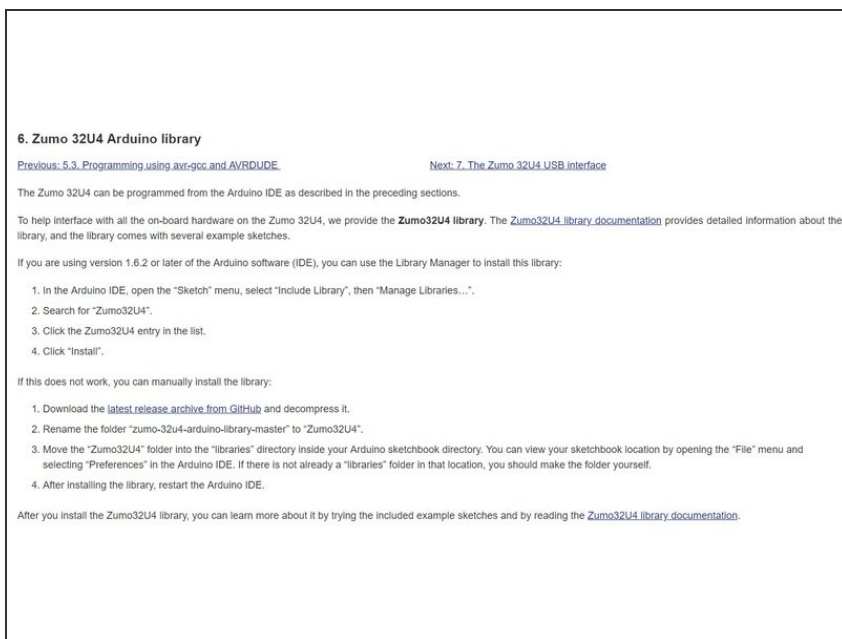 6. Zumo 32U4 Arduino library
Previous: 5.3. Programming using avr-gcc and AVRDUDE Next: 7. The Zumo 32U4 USB interface
The Zumo 32U4 can be programmed from the Arduino IDE as described in the preceding sections.
To help interface with all the on-board hardware on the Zumo 32U4, we provide the Zumo32U4 library. The Zumo32U4 library documentation provides detailed information about the
library, and the library comes with several example sketches.
If you are using version 1.6.2 or later of the Arduino software (IDE), you can use the Library Manager to install this library:
1. In the Arduino IDE, open the “Sketch” menu, select “Include Library”, then “Manage Libraries…”.
2. Search for “Zumo32U4”.
3. Click the Zumo32U4 entry in the list.
4. Click “Install”.
If this does not work, you can manually install the library:
1. Download the latest release archive from GitHub and decompress it.
2. Rename the folder “zumo-32u4-arduino-library-master” to “Zumo32U4”.
3. Move the “Zumo32U4” folder into the “libraries” directory inside your Arduino sketchbook directory. You can view your sketchbook location by opening the “File” menu and
selecting “Preferences” in the Arduino IDE. If there is not already a “libraries” folder in that location, you should make the folder yourself.
4. After installing the library, restart the Arduino IDE.
After you install the Zumo32U4 library, you can learn more about it by trying the included example sketches and by reading the Zumo32U4 library documentation.